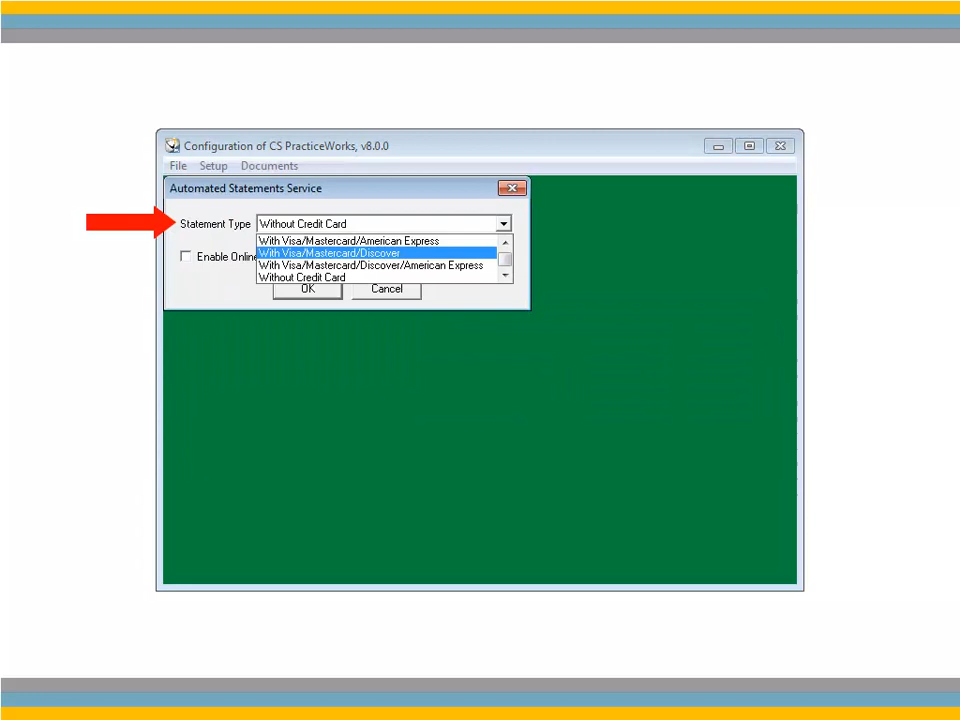 Configuration of CS PracticeWorks, v8.0.0
File Setup Documents
Automated Statements Service
Statement Type Without Credit Card
With Visa/Mastercard/American Express
With Visa/Mastercard/Discover
Enable Online
With Visa/Mastercard/Discover/American Express
Without Credit Card
OK Cancel